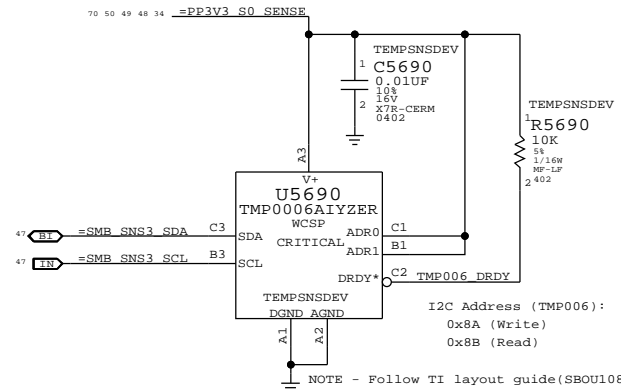 70 50 49 48 34 =PP3V3_S0_SENSE
TEMPSNSDEV
1 C5690
0.01UF
10%
16V
2 X7R-CERM
0402
TEMPSNSDEV
1 R5690
10K
5%
1/16W
MF-LF
2 402
A3
V+
U5690
TMP0006AIYZER
WCSP
CRITICAL
47 BI =SMB_SNS3_SDA C3 SDA
ADR0 C1
ADR1 B1
47 IN =SMB_SNS3_SCL B3 SCL
DRDY* C2 TMP006_DRDY
TEMPSNSDEV
DGND AGND
A1 A2
I2C Address (TMP006):
0x8A (Write)
0x8B (Read)
NOTE - Follow TI layout guide(SBOU108